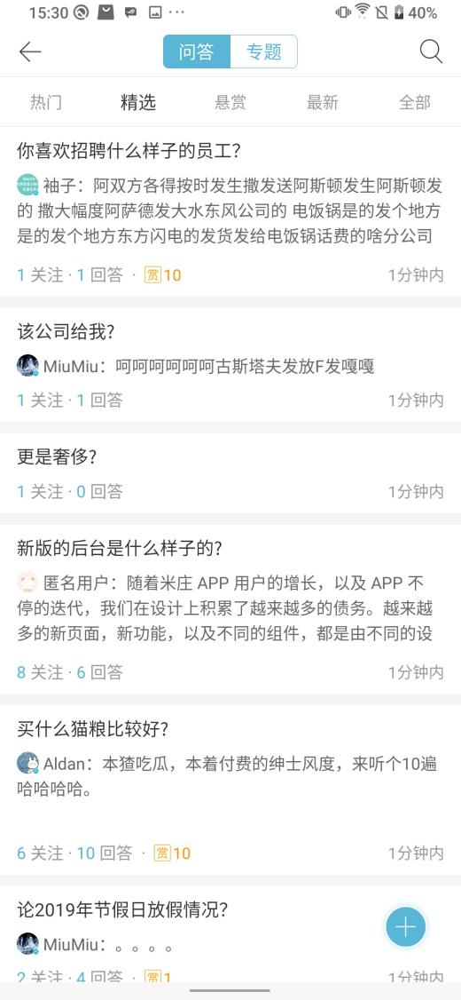 15:30 ··· 40%
问答 专题
热门 精选 悬赏 最新 全部
你喜欢招聘什么样子的员工？
袖子：阿双方各得按时发生撒发送阿斯顿发生阿斯顿发
的 撒大幅度阿萨德发大水东风公司的 电饭锅是的发个地方
是的发个地方东方闪电的发货发给电饭锅话费的啥分公司
1 关注 · 1 回答 · 赏 10 1分钟内
该公司给我？
MiuMiu：呵呵呵呵呵呵古斯塔夫发放F发嘎嘎
1 关注 · 1 回答 1分钟内
更是奢侈？
1 关注 · 0 回答 1分钟内
新版的后台是什么样子的？
匿名用户：随着米庄 APP 用户的增长，以及 APP 不
停的迭代，我们在设计上积累了越来越多的债务。越来越
多的新页面，新功能，以及不同的组件，都是由不同的设
8 关注 · 6 回答 1分钟内
买什么猫粮比较好？
Aldan：本猹吃瓜，本着付费的绅士风度，来听个10遍
哈哈哈哈。
6 关注 · 10 回答 · 赏 10 1分钟内
论2019年节假日放假情况？
MiuMiu：。。。。
2 关注 · 4 回答 · 赏 1 1分钟内